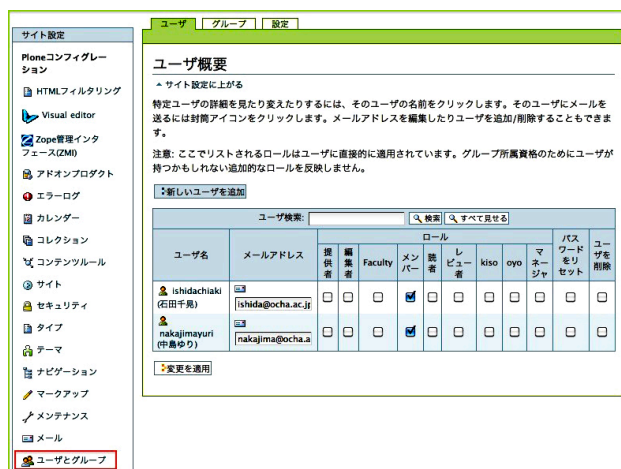 ユーザ グループ 設定
サイト設定
Ploneコンフィグレー
ション
HTMLフィルタリング
Visual editor
Zope管理インタ
フェース(ZMI)
アドオンプロダクト
エラーログ
カレンダー
コレクション
コンテンツルール
サイト
セキュリティ
タイプ
テーマ
ナビゲーション
マークアップ
メンテナンス
メール
ユーザとグループ
ユーザ概要
サイト設定に上がる
特定ユーザの詳細を見たり変えたりするには、そのユーザの名前をクリックします。そのユーザにメールを
送るには封筒アイコンをクリックします。メールアドレスを編集したりユーザを追加/削除することもできま
す。
注意: ここでリストされるロールはユーザに直接的に適用されています。グループ所属資格のためにユーザが
持つかもしれない追加的なロールを反映しません。
新しいユーザを追加
ユーザ検索: 検索 すべて見せる
ユーザ名 メールアドレス ロール パスワードをリセット ユーザを削除
提供者 編集者 Faculty メンバー 読者 レビュー者 kiso oyo マネージャ
ishidachiaki
(石田千晃)
ishida@ocha.ac.jp
nakajimayuri
(中島ゆり)
nakajima@ocha.a
変更を適用